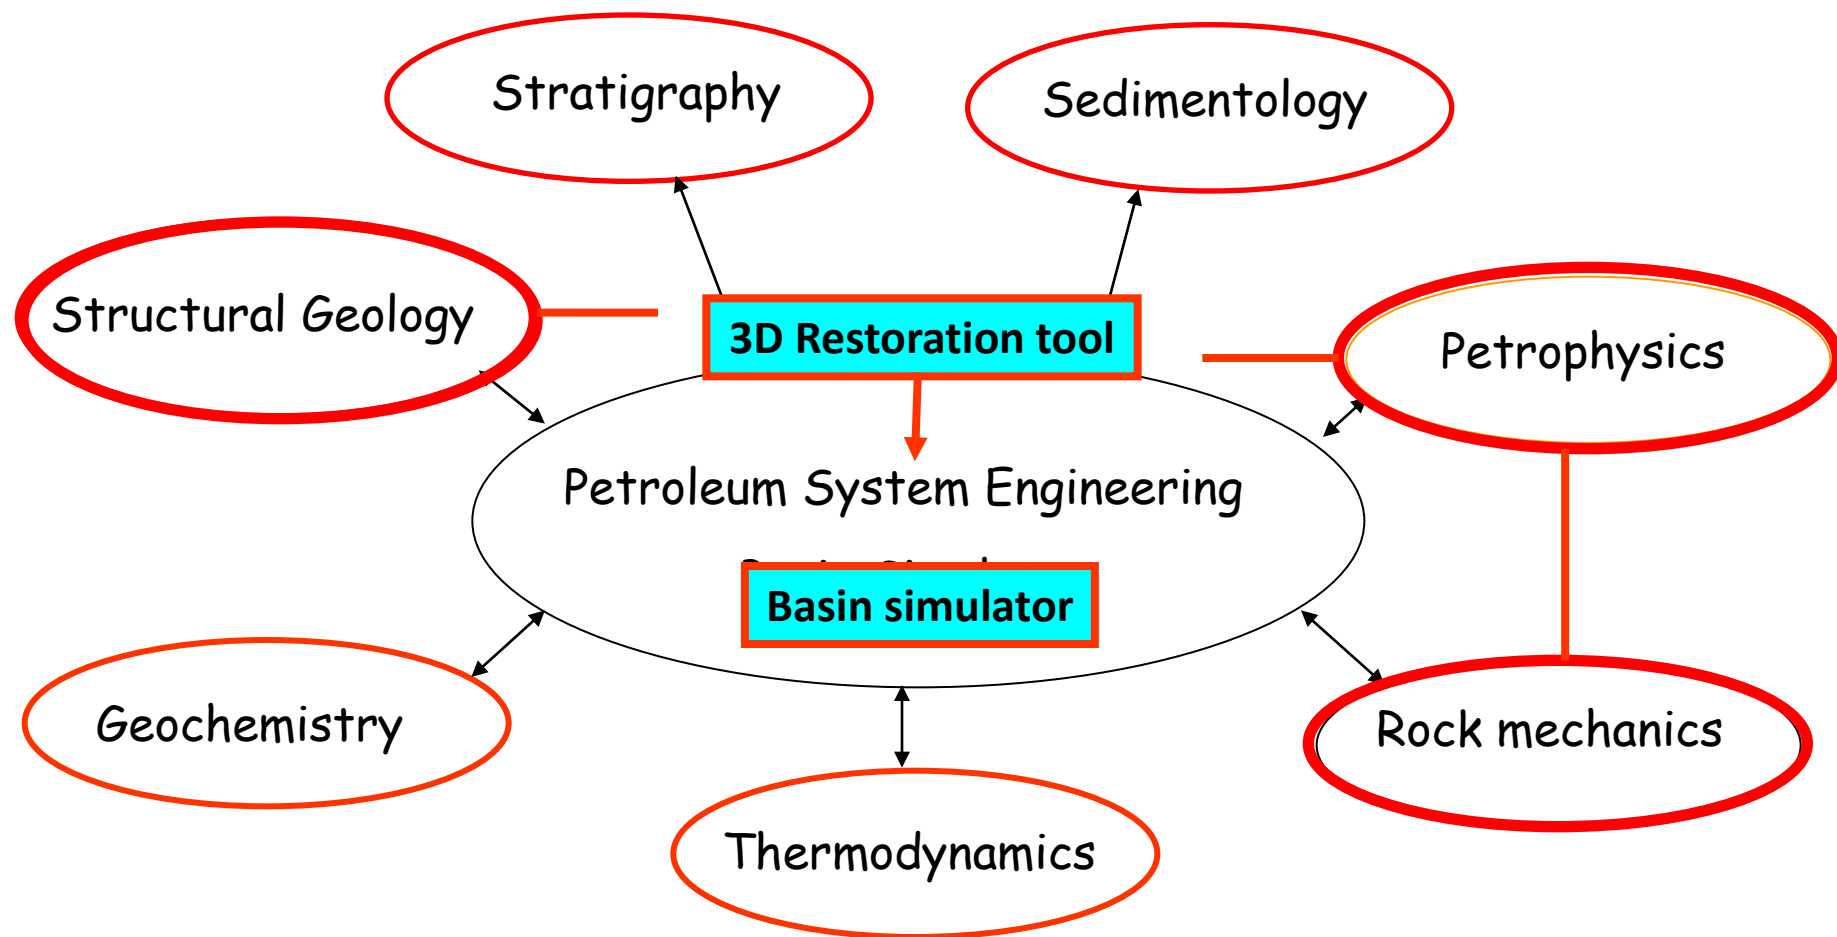 Stratigraphy
Sedimentology
Structural Geology
3D Restoration tool
Petrophysics
Petroleum System Engineering
Basin simulator
Geochemistry
Rock mechanics
Thermodynamics